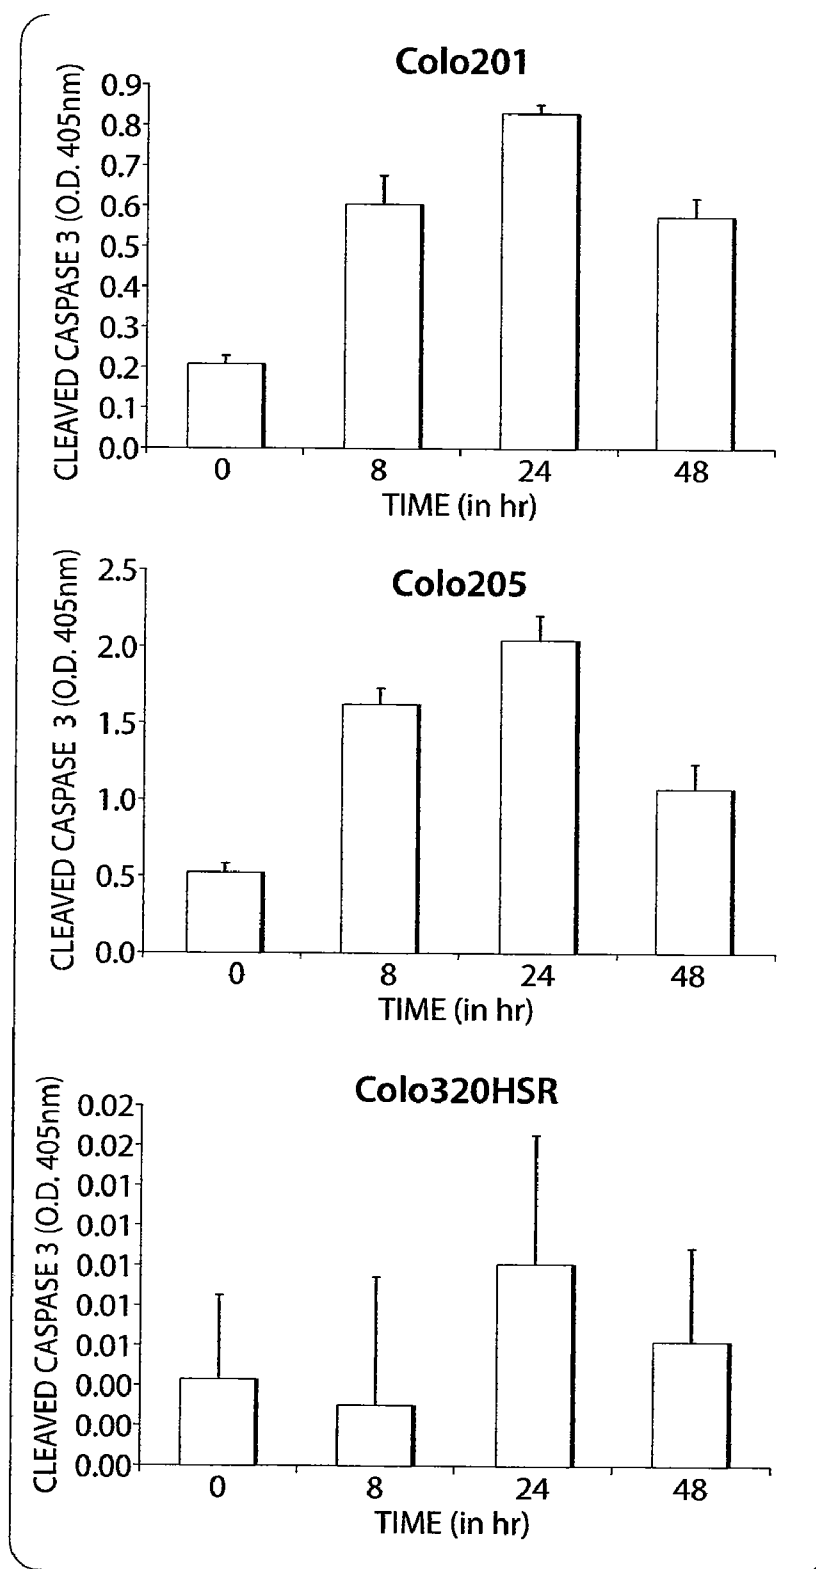 Colo201
CLEAVED CASPASE 3 (O.D. 405nm)
0.9
0.8
0.7
0.6
0.5
0.4
0.3
0.2
0.1
0.0
0 8 24 48
TIME (in hr)
Colo205
CLEAVED CASPASE 3 (O.D. 405nm)
2.5
2.0
1.5
1.0
0.5
0.0
0 8 24 48
TIME (in hr)
Colo320HSR
CLEAVED CASPASE 3 (O.D. 405nm)
0.02
0.02
0.01
0.01
0.01
0.01
0.01
0.00
0.00
0.00
0 8 24 48
TIME (in hr)